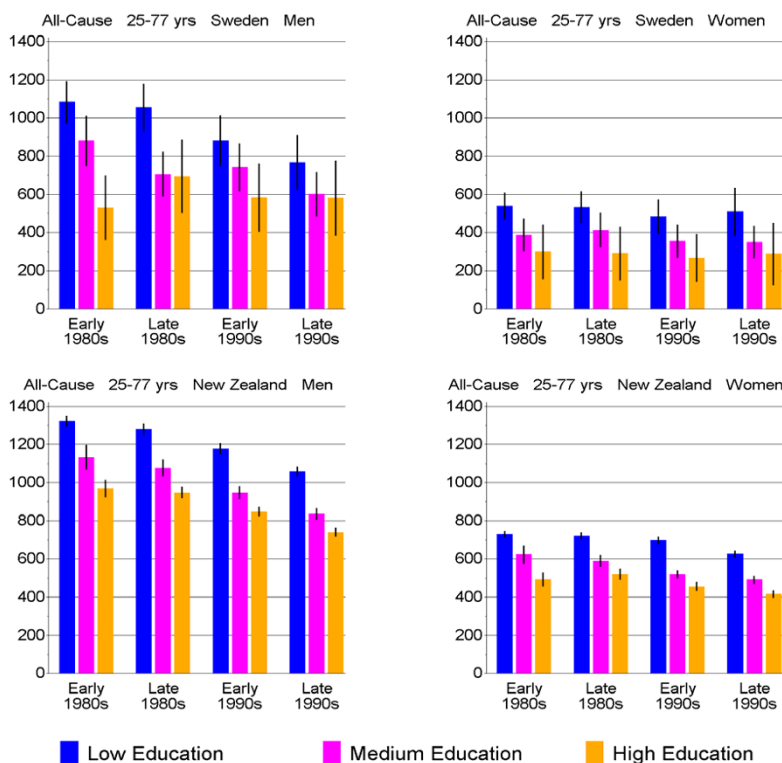 All-Cause 25-77 yrs Sweden Men
1400
1200
1000
800
600
400
200
0
Early 1980s
Late 1980s
Early 1990s
Late 1990s
All-Cause 25-77 yrs Sweden Women
1400
1200
1000
800
600
400
200
0
Early 1980s
Late 1980s
Early 1990s
Late 1990s
All-Cause 25-77 yrs New Zealand Men
1400
1200
1000
800
600
400
200
0
Early 1980s
Late 1980s
Early 1990s
Late 1990s
All-Cause 25-77 yrs New Zealand Women
1400
1200
1000
800
600
400
200
0
Early 1980s
Late 1980s
Early 1990s
Late 1990s
Low Education
Medium Education
High Education